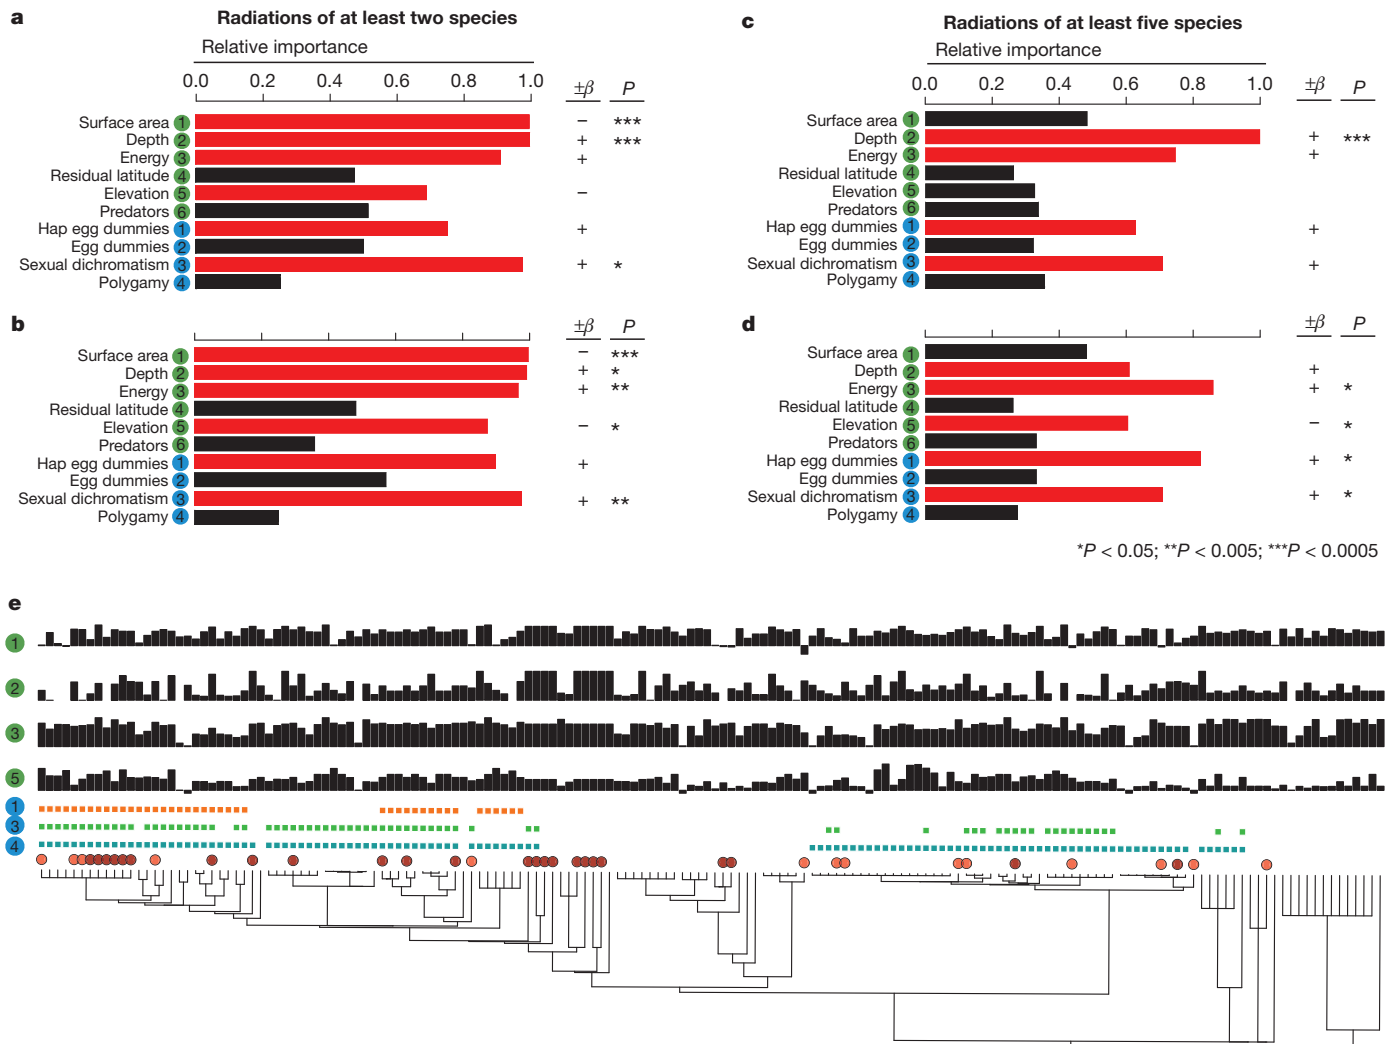 a
Radiations of at least two species
Relative importance
0.0 0.2 0.4 0.6 0.8 1.0
±β P
Surface area 1 − ***
Depth 2 + ***
Energy 3 +
Residual latitude 4
Elevation 5 −
Predators 6
Hap egg dummies 1 +
Egg dummies 2
Sexual dichromatism 3 + *
Polygamy 4
b
±β P
Surface area 1 − ***
Depth 2 + *
Energy 3 + **
Residual latitude 4
Elevation 5 − *
Predators 6
Hap egg dummies 1 +
Egg dummies 2
Sexual dichromatism 3 + **
Polygamy 4
c
Radiations of at least five species
Relative importance
0.0 0.2 0.4 0.6 0.8 1.0
±β P
Surface area 1
Depth 2 + ***
Energy 3 +
Residual latitude 4
Elevation 5
Predators 6
Hap egg dummies 1 +
Egg dummies 2
Sexual dichromatism 3 +
Polygamy 4
d
±β P
Surface area 1
Depth 2 +
Energy 3 + *
Residual latitude 4
Elevation 5 − *
Predators 6
Hap egg dummies 1 + *
Egg dummies 2
Sexual dichromatism 3 + *
Polygamy 4
*P < 0.05; **P < 0.005; ***P < 0.0005
e
1
2
3
5
1
3
4